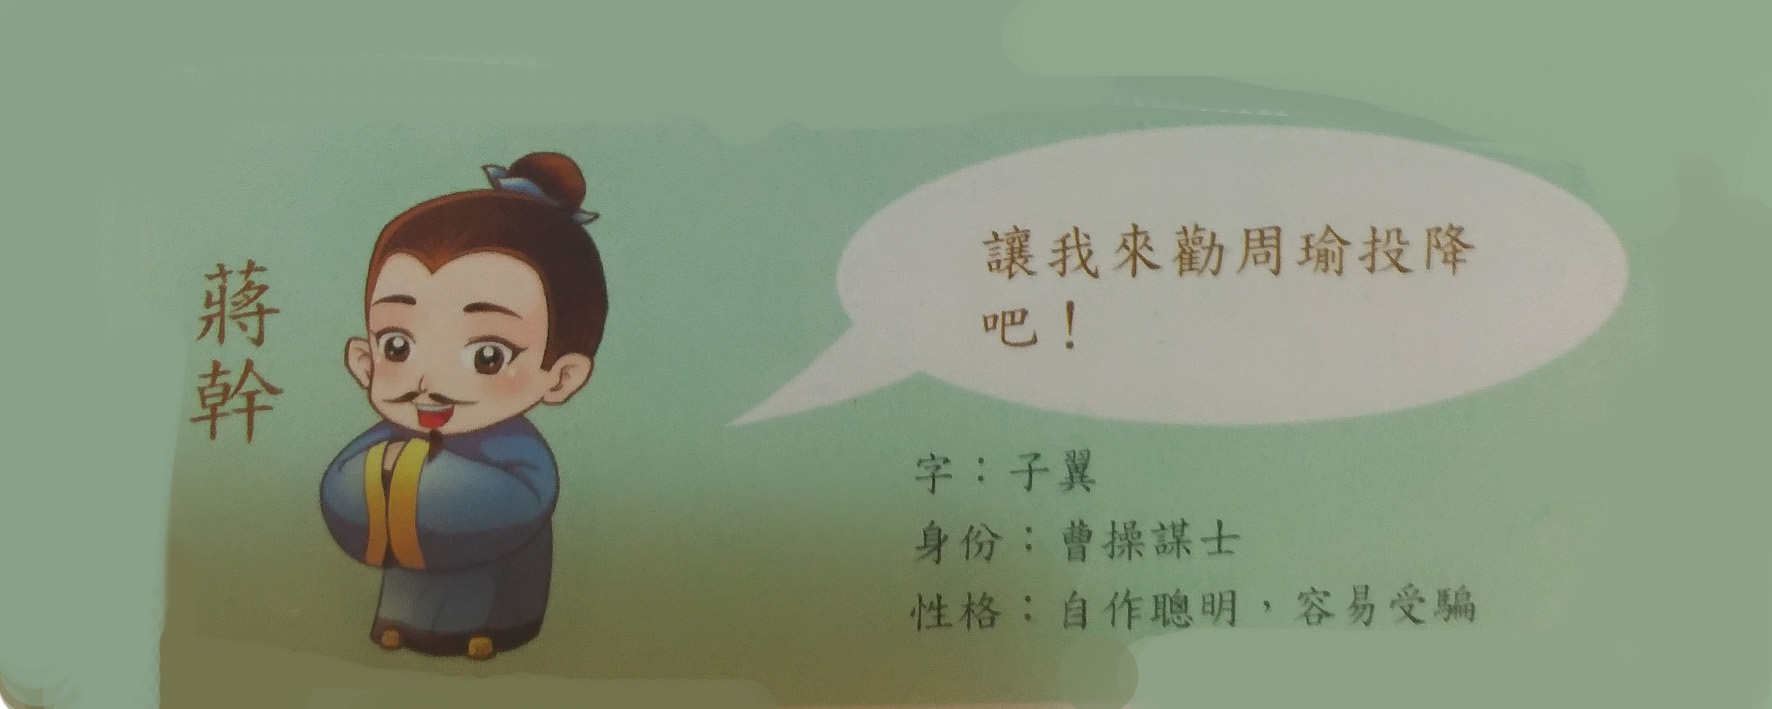 蔣幹
讓我來勸周瑜投降
吧！
字：子翼
身份：曹操謀士
性格：自作聰明，容易受騙